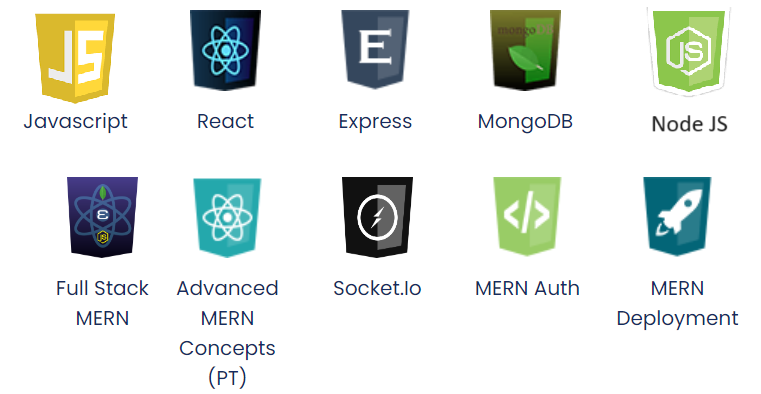 JS
E
mongo
JS
Javascript
React
Express
MongoDB
Node JS
E
JS
</>
Full Stack
MERN
Advanced
MERN
Concepts
(PT)
Socket.Io
MERN Auth
MERN
Deployment